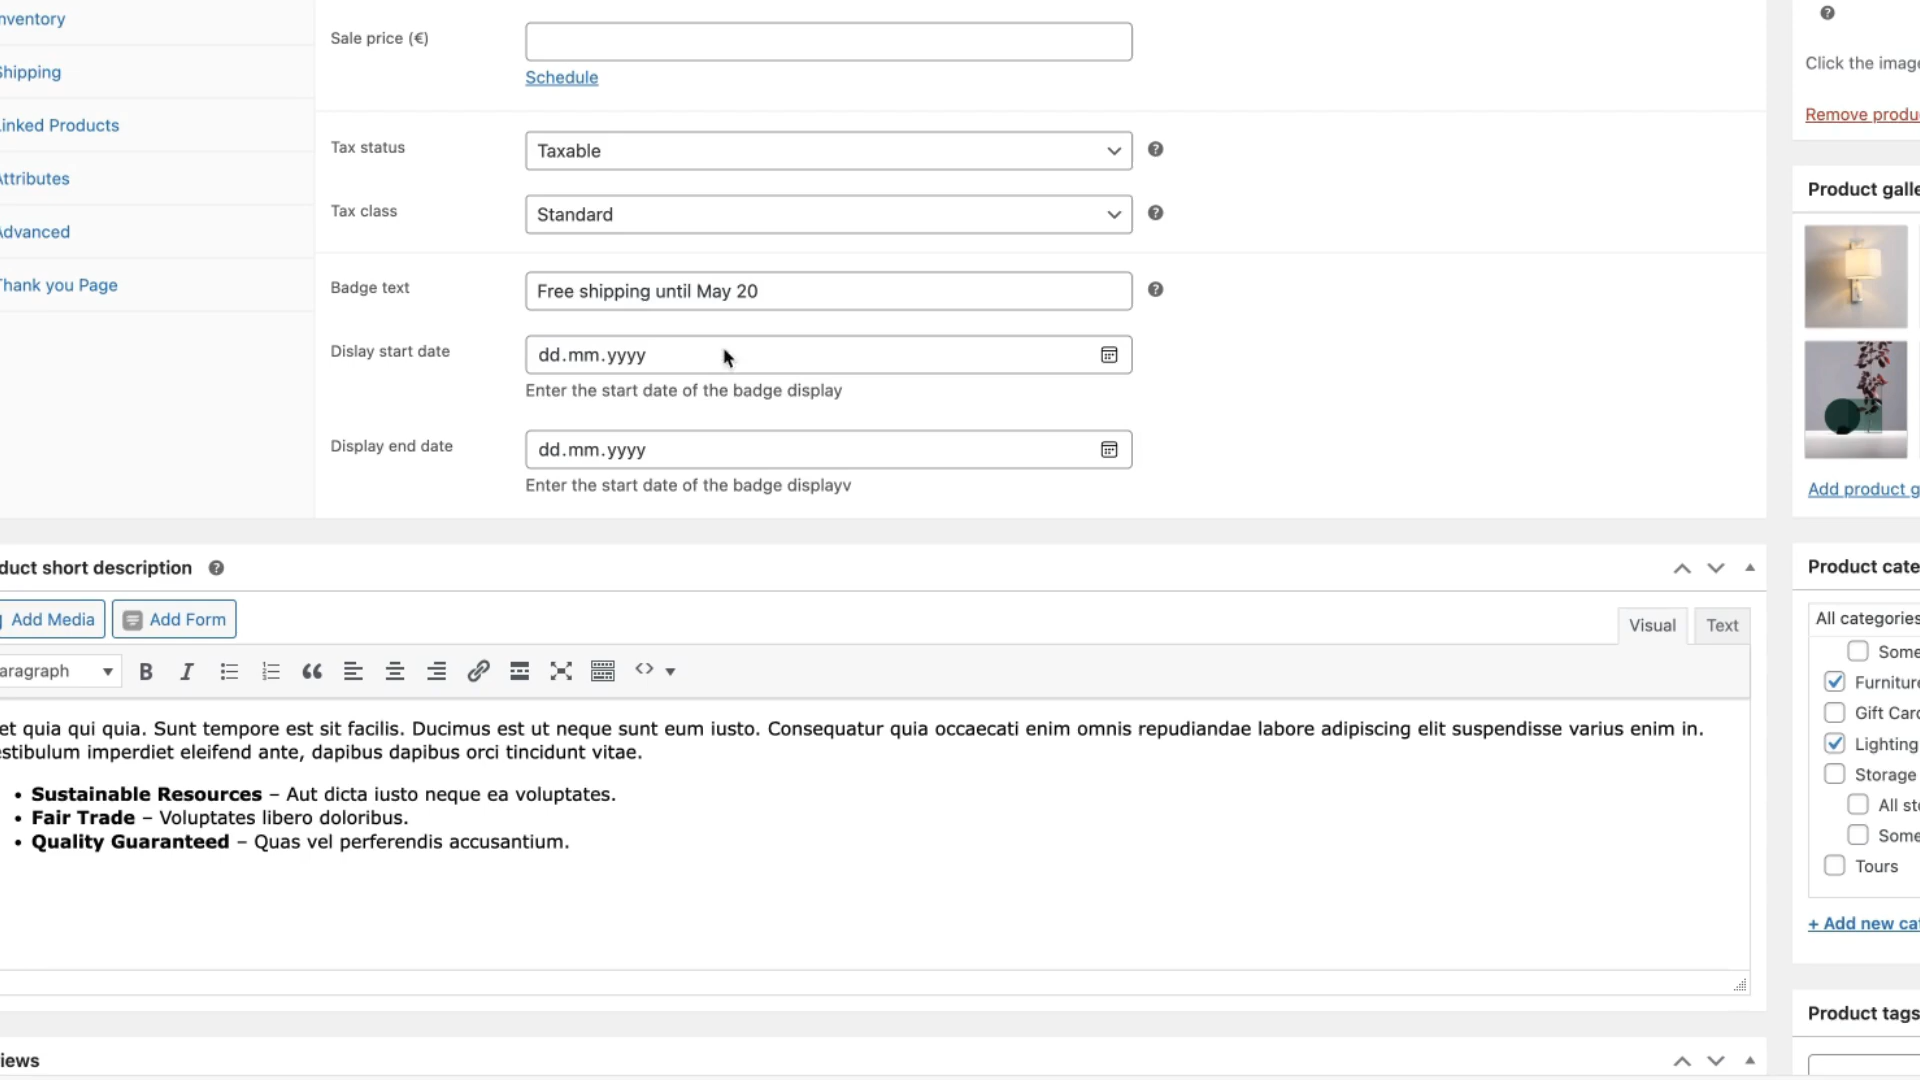 nventory
Shipping
Linked Products
Attributes
Advanced
Thank you Page
Sale price (€)
Schedule
Tax status
Taxable
Tax class
Standard
Badge text
Free shipping until May 20
Dislay start date
dd.mm.yyyy
Enter the start date of the badge display
Display end date
dd.mm.yyyy
Enter the start date of the badge displayv
Click the image
Remove produ
Product galle
Add product g
duct short description
Add Media
Add Form
Visual
Text
aragraph
et quia qui quia. Sunt tempore est sit facilis. Ducimus est ut neque sunt eum iusto. Consequatur quia occaecati enim omnis repudiandae labore adipiscing elit suspendisse varius enim in.
estibulum imperdiet eleifend ante, dapibus dapibus orci tincidunt vitae.
• Sustainable Resources – Aut dicta iusto neque ea voluptates.
• Fair Trade – Voluptates libero doloribus.
• Quality Guaranteed – Quas vel perferendis accusantium.
Product cate
All categories
Some
Furniture
Gift Card
Lighting
Storage
All sto
Some
Tours
+ Add new cat
Product tags
iews